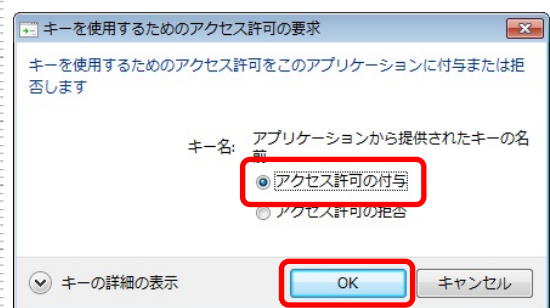 キーを使用するためのアクセス許可の要求
キーを使用するためのアクセス許可をこのアプリケーションに付与または拒
否します
キー名: アプリケーションから提供されたキーの名
前
アクセス許可の付与
アクセス許可の拒否
キーの詳細の表示 OK キャンセル